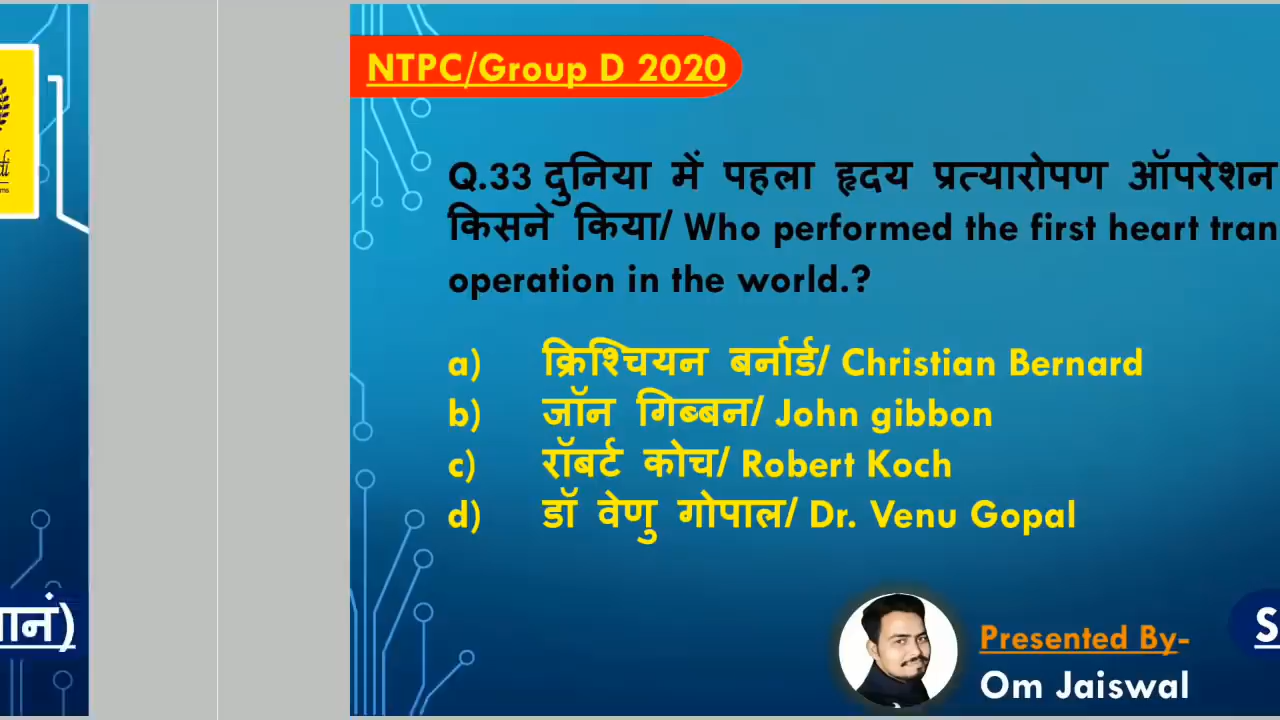 NTPC/Group D 2020
Q.33 दुनिया में पहला हृदय प्रत्यारोपण ऑपरेशन
किसने किया/ Who performed the first heart tran
operation in the world.?
a) क्रिश्चियन बर्नार्ड/ Christian Bernard
b) जॉन गिब्बन/ John gibbon
c) रॉबर्ट कोच/ Robert Koch
d) डॉ वेणु गोपाल/ Dr. Venu Gopal
Presented By-
Om Jaiswal
S